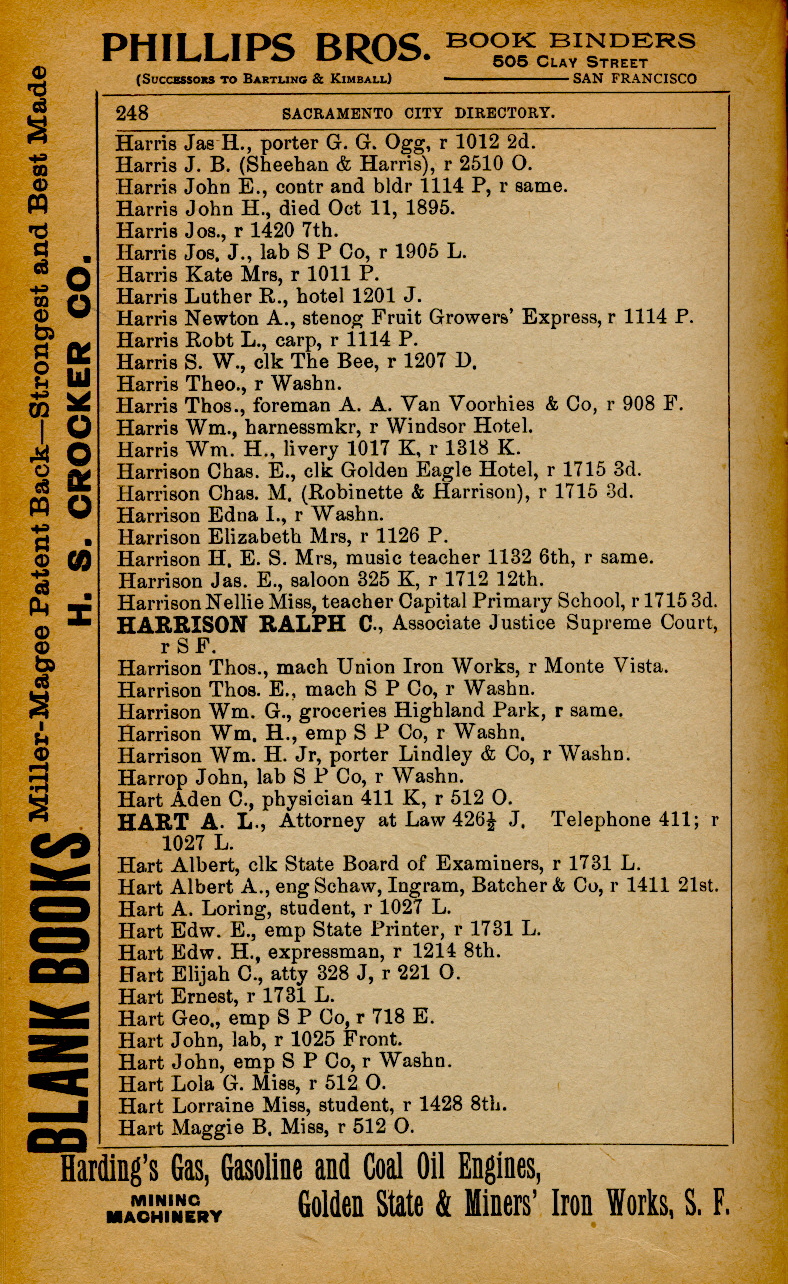 PHILLIPS BROS. BOOK BINDERS
505 CLAY STREET
(SUCCESSORS TO BARTLING & KIMBALL) SAN FRANCISCO
248 SACRAMENTO CITY DIRECTORY.
Harris Jas H., porter G. G. Ogg, r 1012 2d.
Harris J. B. (Sheehan & Harris), r 2510 O.
Harris John E., contr and bldr 1114 P, r same.
Harris John H., died Oct 11, 1895.
Harris Jos., r 1420 7th.
Harris Jos. J., lab S P Co, r 1905 L.
Harris Kate Mrs, r 1011 P.
Harris Luther R., hotel 1201 J.
Harris Newton A., stenog Fruit Growers' Express, r 1114 P.
Harris Robt L., carp, r 1114 P.
Harris S. W., clk The Bee, r 1207 D.
Harris Theo., r Washn.
Harris Thos., foreman A. A. Van Voorhies & Co, r 908 F.
Harris Wm., harnessmkr, r Windsor Hotel.
Harris Wm. H., livery 1017 K, r 1318 K.
Harrison Chas. E., clk Golden Eagle Hotel, r 1715 3d.
Harrison Chas. M. (Robinette & Harrison), r 1715 3d.
Harrison Edna I., r Washn.
Harrison Elizabeth Mrs, r 1126 P.
Harrison H. E. S. Mrs, music teacher 1132 6th, r same.
Harrison Jas. E., saloon 325 K, r 1712 12th.
Harrison Nellie Miss, teacher Capital Primary School, r 1715 3d.
HARRISON RALPH C., Associate Justice Supreme Court,
r S F.
Harrison Thos., mach Union Iron Works, r Monte Vista.
Harrison Thos. E., mach S P Co, r Washn.
Harrison Wm. G., groceries Highland Park, r same.
Harrison Wm. H., emp S P Co, r Washn.
Harrison Wm. H. Jr, porter Lindley & Co, r Washn.
Harrop John, lab S P Co, r Washn.
Hart Aden C., physician 411 K, r 512 O.
HART A. L., Attorney at Law 426½ J. Telephone 411; r
1027 L.
Hart Albert, clk State Board of Examiners, r 1731 L.
Hart Albert A., eng Schaw, Ingram, Batcher & Co, r 1411 21st.
Hart A. Loring, student, r 1027 L.
Hart Edw. E., emp State Printer, r 1731 L.
Hart Edw. H., expressman, r 1214 8th.
Hart Elijah C., atty 328 J, r 221 O.
Hart Ernest, r 1731 L.
Hart Geo., emp S P Co, r 718 E.
Hart John, lab, r 1025 Front.
Hart John, emp S P Co, r Washn.
Hart Lola G. Miss, r 512 O.
Hart Lorraine Miss, student, r 1428 8th.
Hart Maggie B. Miss, r 512 O.
BLANK BOOKS Miller-Magee Patent Back—Strongest and Best Made
H. S. CROCKER CO.
Harding's Gas, Gasoline and Coal Oil Engines,
MINING
MACHINERY Golden State & Miners' Iron Works, S. F.